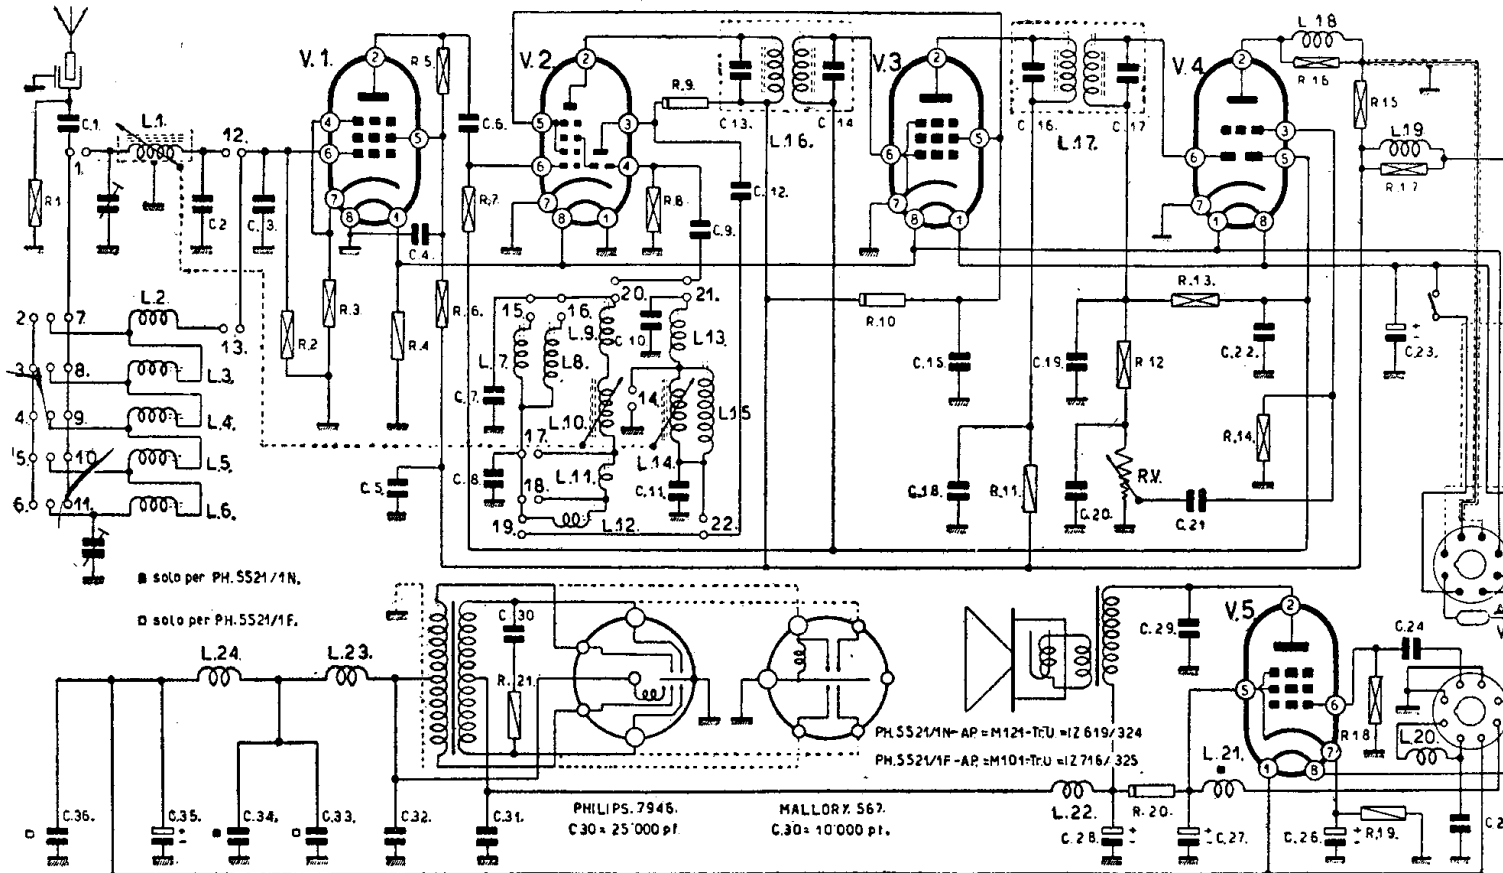 V.1.
V.2
V.3
V.4
L.18
R.16
R.15
L.19
R.17
C.1.
L.1.
12.
1.
R.1
C.2
C.3.
R.5.
C.6.
C.4
R.7.
R.9.
C.13.
C.14
L.16.
C.12.
R.8.
C.9.
C.16.
C.17
L.17.
L.2
13.
2
7.
3
8.
L.3.
4
9.
L.4.
5.
10
L.5.
6.
11.
L.6.
R.2
R.3.
R.4
R.6.
C.5.
15.
16.
20.
21.
L.7
L.8.
L.9.
C.10
L.13.
C.7.
L.10.
14.
L.15
17.
C.8.
L.11.
L.14.
18.
C.11.
19.
L.12.
22.
R.10
C.15.
C.18.
R.11.
C.19.
R.12
R.13.
C.22.
C.23.
R.14.
C.20.
R.V.
C.21
solo per PH.5521/1N.
solo per PH.5521/1F.
L.24.
L.23.
C.30
R.21.
C.36.
C.35.
C.34.
C.33.
C.32.
C.31.
PHILIPS.7946.
C30=25'000 pf.
MALLORY. 567.
C.30=10'000 pf.
PH.5521/1N-AP.=M121-Tr.U=IZ619/324
PH.5521/1F-AP.=M101-Tr.U=IZ716/325
C.29.
V.5.
C.24
R.18
L.20.
L.21.
L.22.
R.20.
C.28.
C.27.
C.26.
R.19.